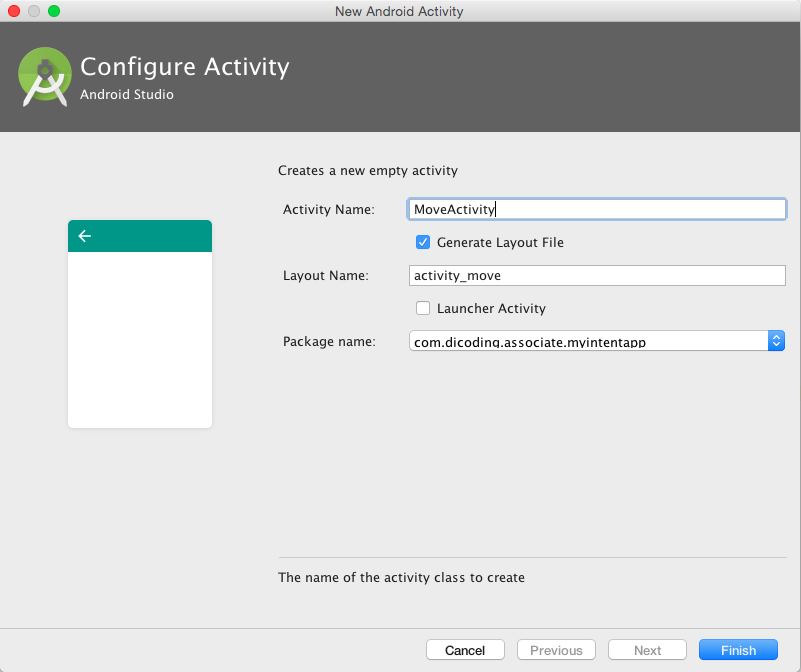 New Android Activity
Configure Activity
Android Studio
Creates a new empty activity
Activity Name: MoveActivity
Generate Layout File
Layout Name: activity_move
Launcher Activity
Package name: com.dicoding.associate.myintentapp
The name of the activity class to create
Cancel Previous Next Finish